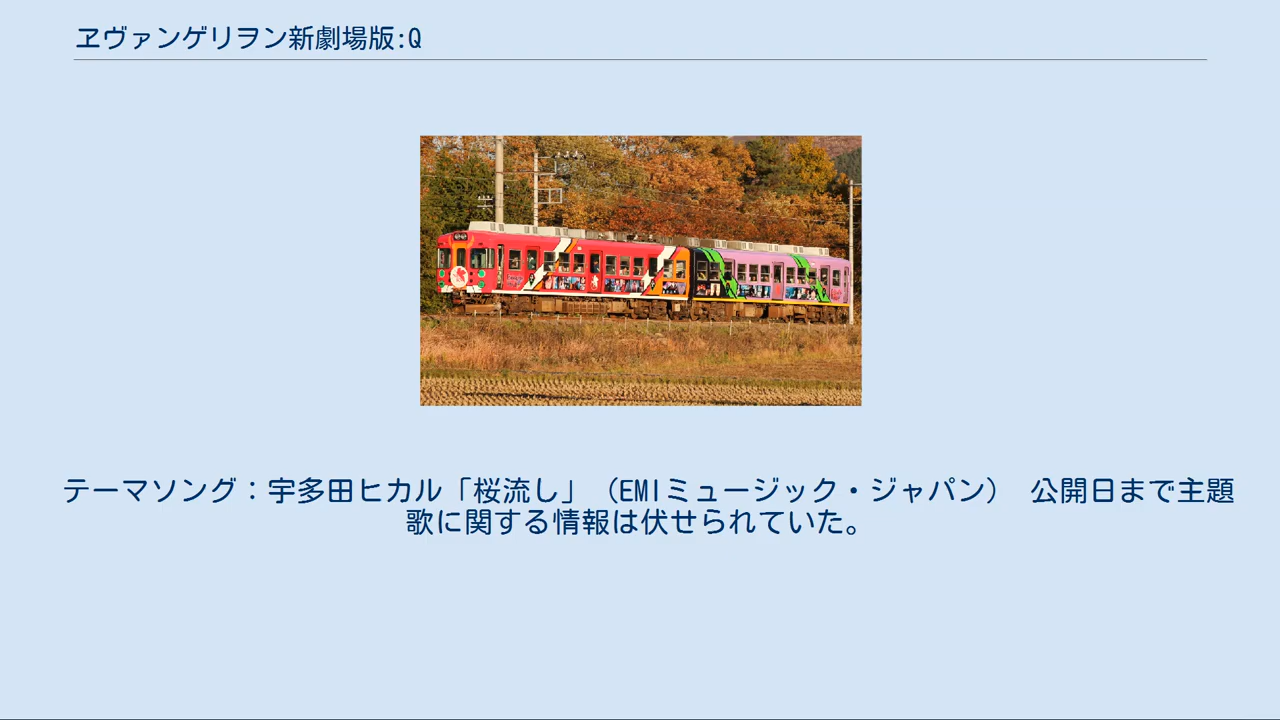 ヱヴァンゲリヲン新劇場版:Q
テーマソング：宇多田ヒカル「桜流し」（EMIミュージック・ジャパン） 公開日まで主題
歌に関する情報は伏せられていた。